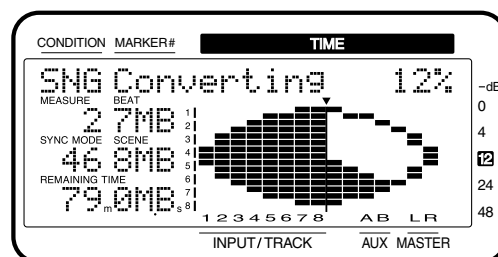 CONDITION MARKER# TIME
SNG Converting 12%
MEASURE BEAT
2 7MB
SYNC MODE SCENE
46 8MB
REMAINING TIME
79m0MBs
1
2
3
4
5
6
7
8
1 2 3 4 5 6 7 8 A B L R
INPUT/TRACK AUX MASTER
-dB
0
4
12
24
48